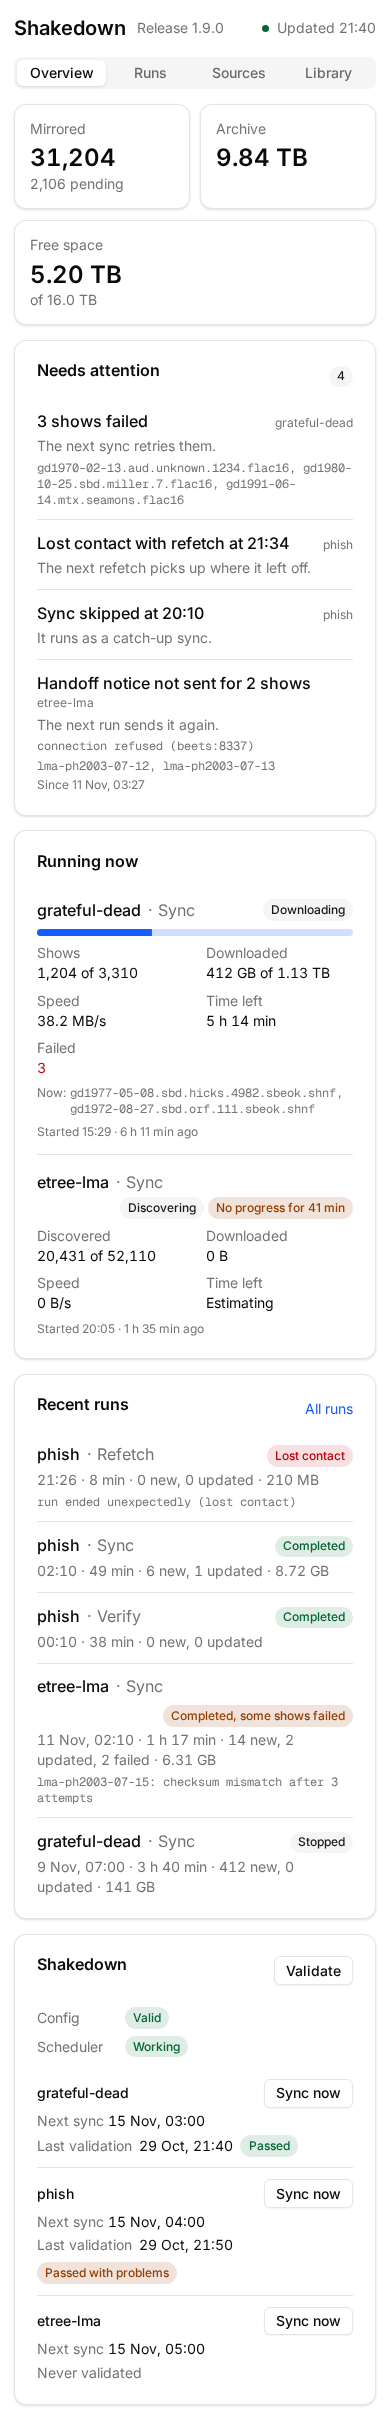 Shakedown Release 1.9.0 Updated 21:40
Overview Runs Sources Library
Mirrored
31,204
2,106 pending
Archive
9.84 TB
Free space
5.20 TB
of 16.0 TB
Needs attention 4
3 shows failed grateful-dead
The next sync retries them.
gd1970-02-13.aud.unknown.1234.flac16, gd1980-
10-25.sbd.miller.7.flac16, gd1991-06-
14.mtx.seamons.flac16
Lost contact with refetch at 21:34 phish
The next refetch picks up where it left off.
Sync skipped at 20:10 phish
It runs as a catch-up sync.
Handoff notice not sent for 2 shows
etree-lma
The next run sends it again.
connection refused (beets:8337)
lma-ph2003-07-12, lma-ph2003-07-13
Since 11 Nov, 03:27
Running now
grateful-dead · Sync Downloading
Shows Downloaded
1,204 of 3,310 412 GB of 1.13 TB
Speed Time left
38.2 MB/s 5 h 14 min
Failed
3
Now: gd1977-05-08.sbd.hicks.4982.sbeok.shnf,
gd1972-08-27.sbd.orf.111.sbeok.shnf
Started 15:29 · 6 h 11 min ago
etree-lma · Sync
Discovering No progress for 41 min
Discovered Downloaded
20,431 of 52,110 0 B
Speed Time left
0 B/s Estimating
Started 20:05 · 1 h 35 min ago
Recent runs All runs
phish · Refetch Lost contact
21:26 · 8 min · 0 new, 0 updated · 210 MB
run ended unexpectedly (lost contact)
phish · Sync Completed
02:10 · 49 min · 6 new, 1 updated · 8.72 GB
phish · Verify Completed
00:10 · 38 min · 0 new, 0 updated
etree-lma · Sync
Completed, some shows failed
11 Nov, 02:10 · 1 h 17 min · 14 new, 2
updated, 2 failed · 6.31 GB
lma-ph2003-07-15: checksum mismatch after 3
attempts
grateful-dead · Sync Stopped
9 Nov, 07:00 · 3 h 40 min · 412 new, 0
updated · 141 GB
Shakedown Validate
Config Valid
Scheduler Working
grateful-dead Sync now
Next sync 15 Nov, 03:00
Last validation 29 Oct, 21:40 Passed
phish Sync now
Next sync 15 Nov, 04:00
Last validation 29 Oct, 21:50
Passed with problems
etree-lma Sync now
Next sync 15 Nov, 05:00
Never validated